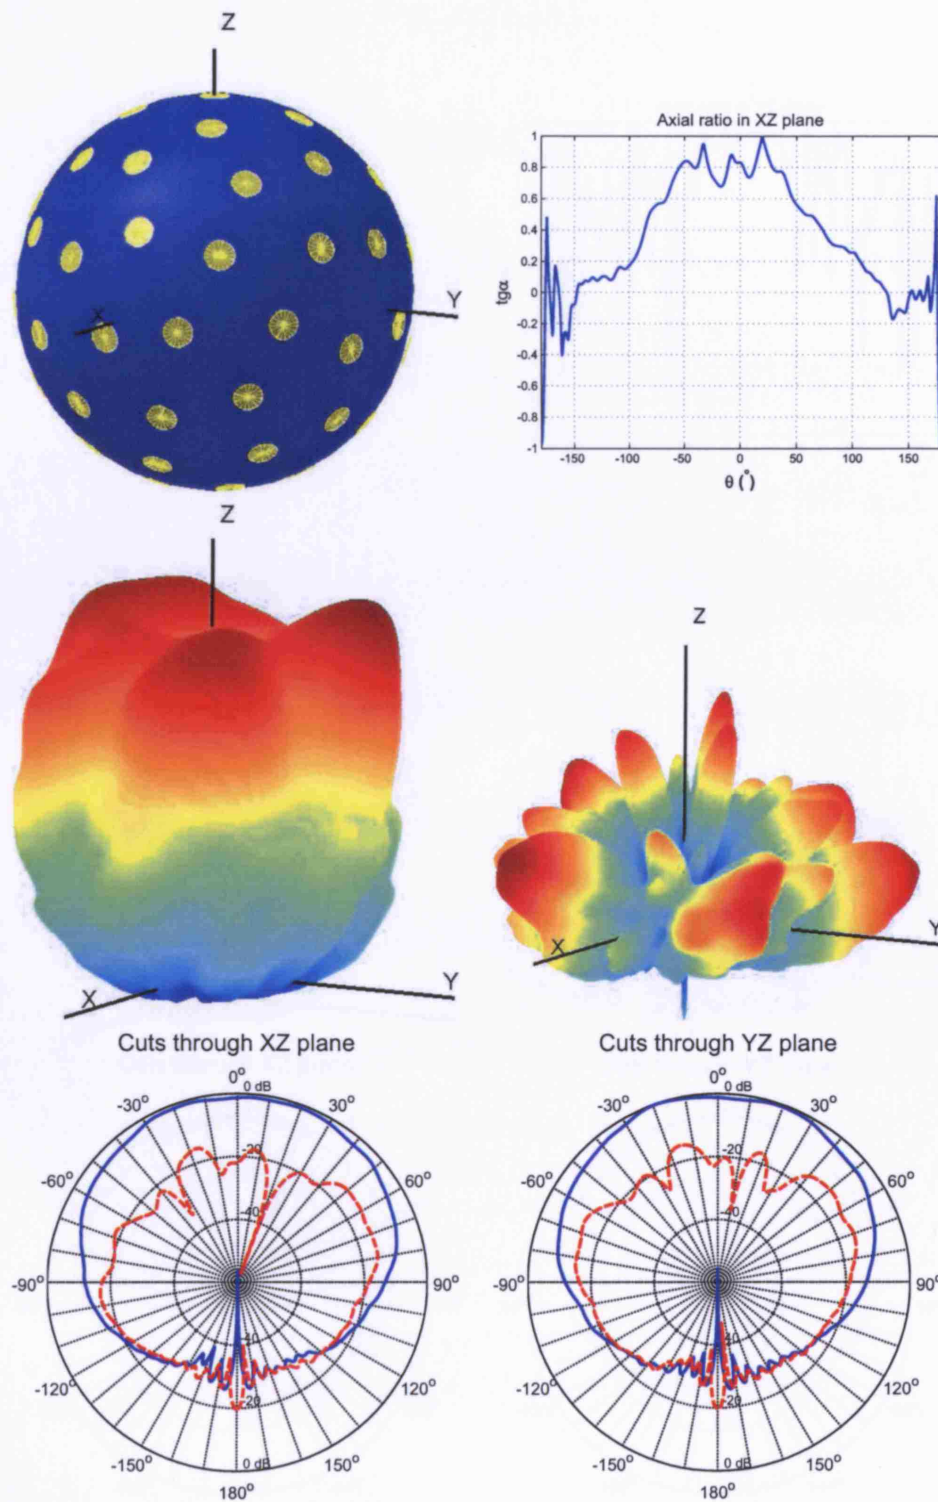 Z
X
Y
Axial ratio in XZ plane
1
0.8
0.6
0.4
0.2
0
-0.2
-0.4
-0.6
-0.8
-1
tgα
-150 -100 -50 0 50 100 150
θ (°)
Z
X
Y
Z
X
Y
Cuts through XZ plane
0° 0 dB
-30° 30°
-20
-60° 60°
-40
-90° 90°
-40
-120° 120°
-20
-150° 0 dB 150°
180°
Cuts through YZ plane
0° 0 dB
-30° 30°
-20
-60° 60°
-40
-90° 90°
-40
-120° 120°
-20
-150° 0 dB 150°
180°